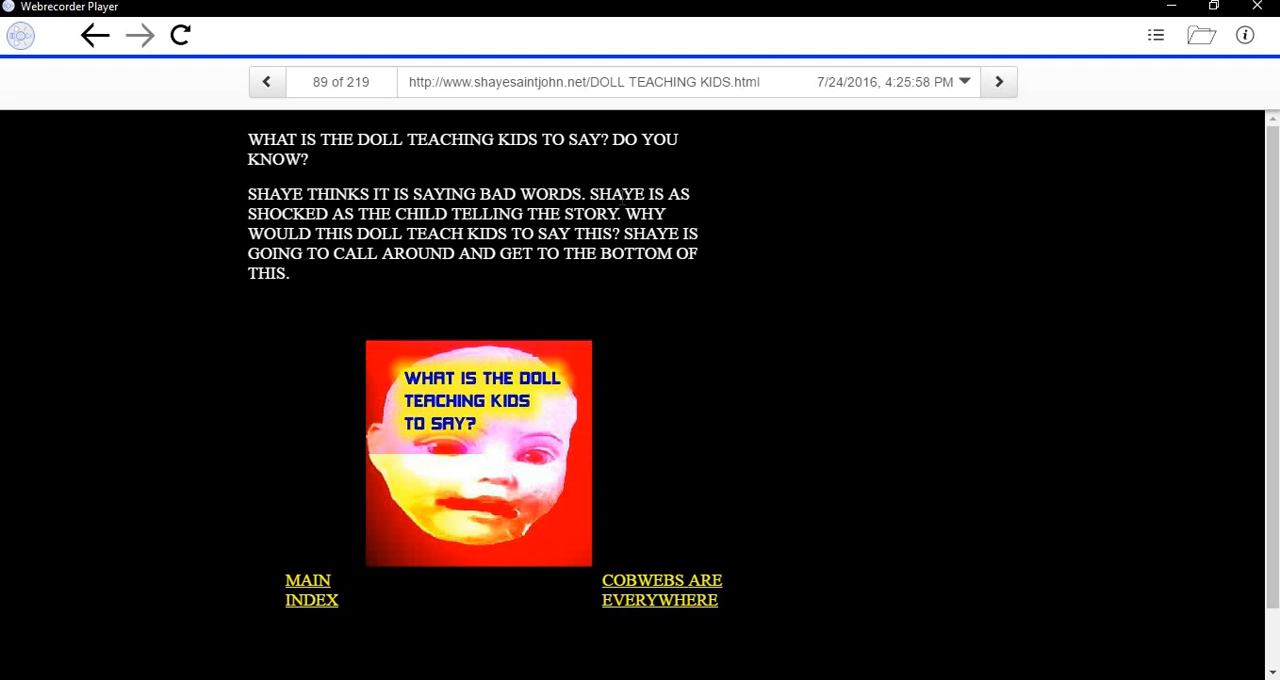 Webrecorder Player
89 of 219
http://www.shayesaintjohn.net/DOLL TEACHING KIDS.html
7/24/2016, 4:25:58 PM
WHAT IS THE DOLL TEACHING KIDS TO SAY? DO YOU
KNOW?
SHAYE THINKS IT IS SAYING BAD WORDS. SHAYE IS AS
SHOCKED AS THE CHILD TELLING THE STORY. WHY
WOULD THIS DOLL TEACH KIDS TO SAY THIS? SHAYE IS
GOING TO CALL AROUND AND GET TO THE BOTTOM OF
THIS.
WHAT IS THE DOLL
TEACHING KIDS
TO SAY?
MAIN
INDEX
COBWEBS ARE
EVERYWHERE